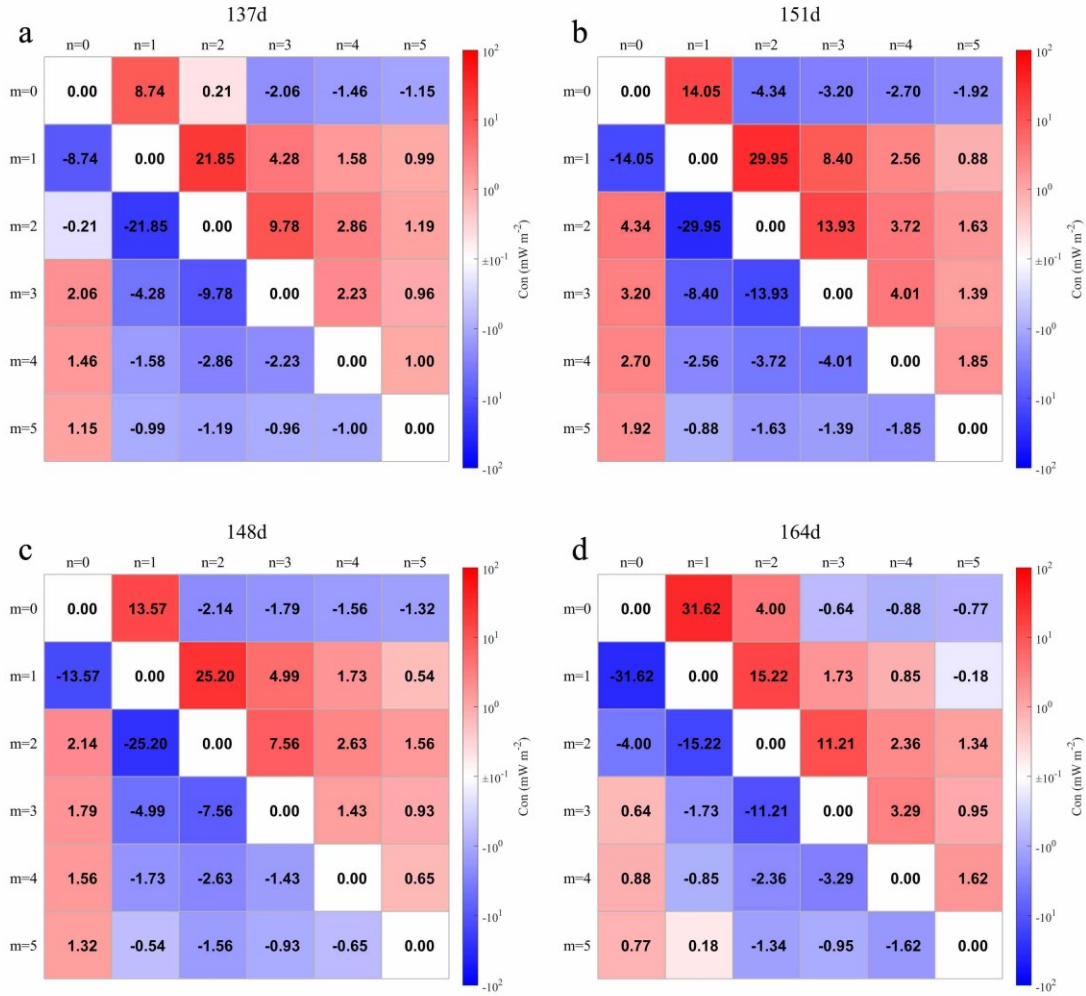 137d
a
n=0 n=1 n=2 n=3 n=4 n=5
m=0 0.00 8.74 0.21 -2.06 -1.46 -1.15
m=1 -8.74 0.00 21.85 4.28 1.58 0.99
m=2 -0.21 -21.85 0.00 9.78 2.86 1.19
m=3 2.06 -4.28 -9.78 0.00 2.23 0.96
m=4 1.46 -1.58 -2.86 -2.23 0.00 1.00
m=5 1.15 -0.99 -1.19 -0.96 -1.00 0.00
10²
10¹
10⁰
±10⁻¹
-10⁰
-10¹
-10²
Con (mW m⁻²)
151d
b
n=0 n=1 n=2 n=3 n=4 n=5
m=0 0.00 14.05 -4.34 -3.20 -2.70 -1.92
m=1 -14.05 0.00 29.95 8.40 2.56 0.88
m=2 4.34 -29.95 0.00 13.93 3.72 1.63
m=3 3.20 -8.40 -13.93 0.00 4.01 1.39
m=4 2.70 -2.56 -3.72 -4.01 0.00 1.85
m=5 1.92 -0.88 -1.63 -1.39 -1.85 0.00
10²
10¹
10⁰
±10⁻¹
-10⁰
-10¹
-10²
Con (mW m⁻²)
148d
c
n=0 n=1 n=2 n=3 n=4 n=5
m=0 0.00 13.57 -2.14 -1.79 -1.56 -1.32
m=1 -13.57 0.00 25.20 4.99 1.73 0.54
m=2 2.14 -25.20 0.00 7.56 2.63 1.56
m=3 1.79 -4.99 -7.56 0.00 1.43 0.93
m=4 1.56 -1.73 -2.63 -1.43 0.00 0.65
m=5 1.32 -0.54 -1.56 -0.93 -0.65 0.00
10²
10¹
10⁰
±10⁻¹
-10⁰
-10¹
-10²
Con (mW m⁻²)
164d
d
n=0 n=1 n=2 n=3 n=4 n=5
m=0 0.00 31.62 4.00 -0.64 -0.88 -0.77
m=1 -31.62 0.00 15.22 1.73 0.85 -0.18
m=2 -4.00 -15.22 0.00 11.21 2.36 1.34
m=3 0.64 -1.73 -11.21 0.00 3.29 0.95
m=4 0.88 -0.85 -2.36 -3.29 0.00 1.62
m=5 0.77 0.18 -1.34 -0.95 -1.62 0.00
10²
10¹
10⁰
±10⁻¹
-10⁰
-10¹
-10²
Con (mW m⁻²)